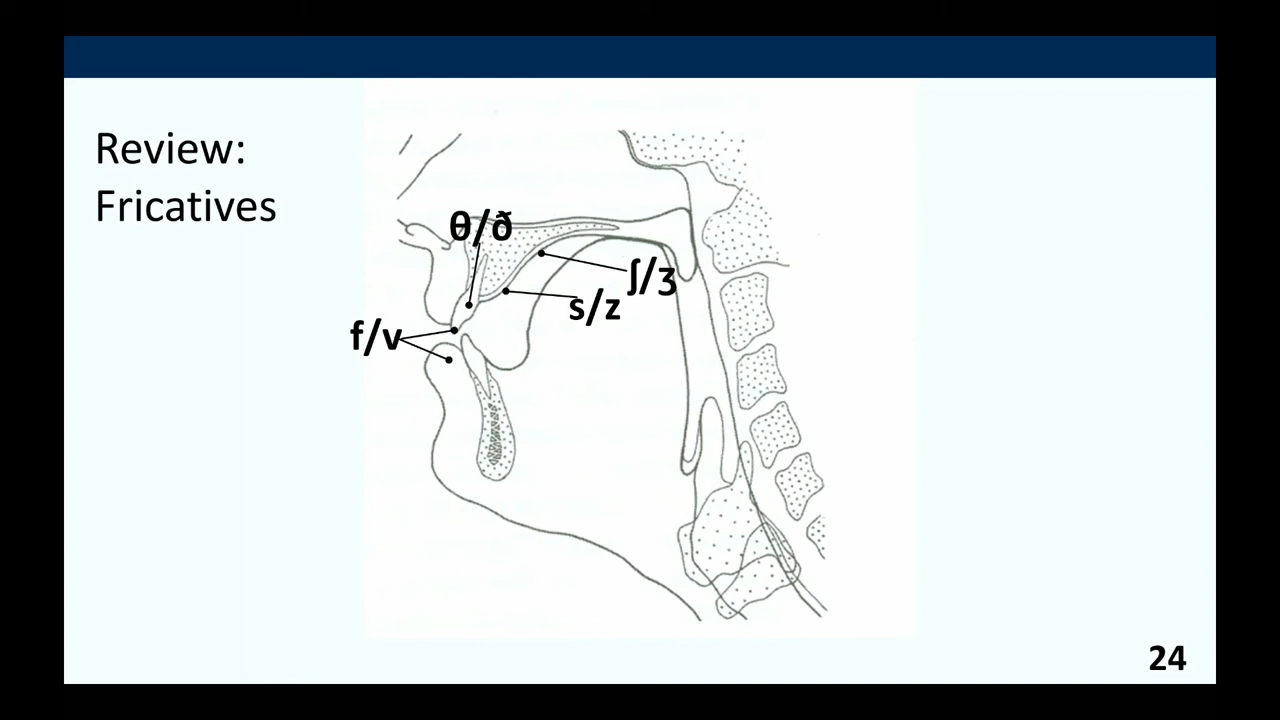 Review:
Fricatives
θ/ð
ʃ/ʒ
s/z
f/v
24